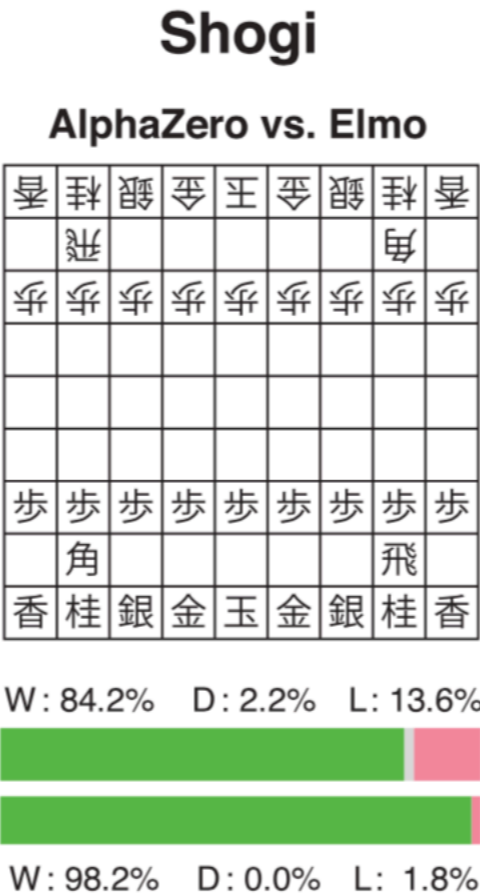 Shogi
AlphaZero vs. Elmo
香桂銀金王金銀桂香
飛角
歩歩歩歩歩歩歩歩歩
歩歩歩歩歩歩歩歩歩
角飛
香桂銀金玉金銀桂香
W: 84.2% D: 2.2% L: 13.6%
W: 98.2% D: 0.0% L: 1.8%